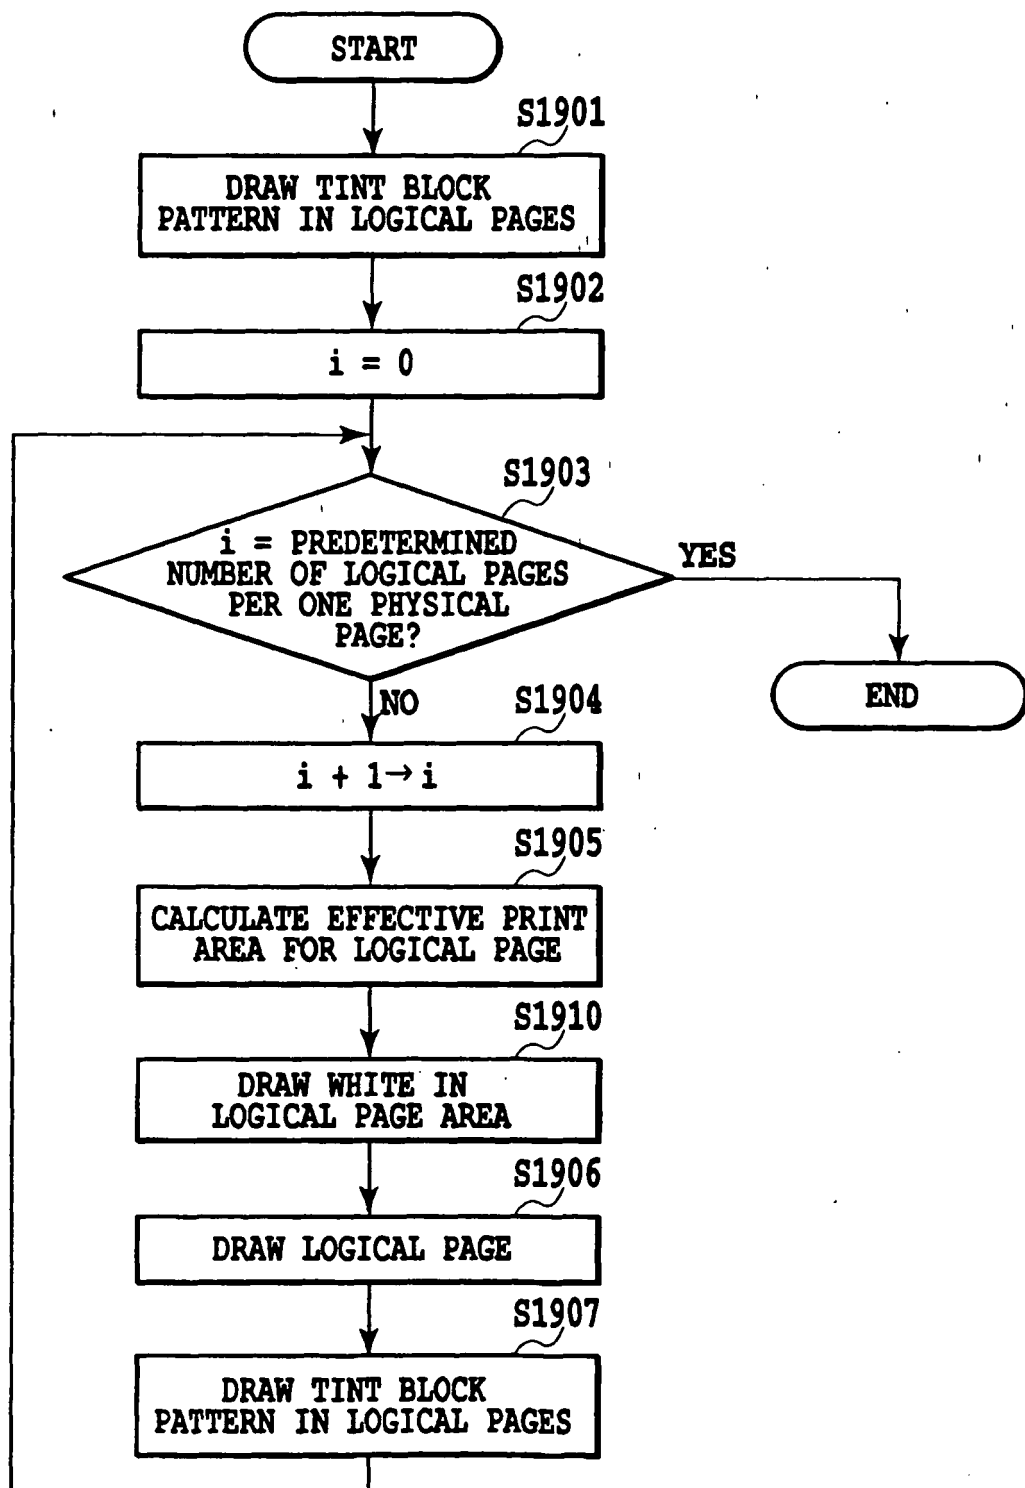 START
S1901
DRAW TINT BLOCK
PATTERN IN LOGICAL PAGES
S1902
i = 0
S1903
i = PREDETERMINED
NUMBER OF LOGICAL PAGES
PER ONE PHYSICAL
PAGE?
YES
END
NO
S1904
i + 1→i
S1905
CALCULATE EFFECTIVE PRINT
AREA FOR LOGICAL PAGE
S1910
DRAW WHITE IN
LOGICAL PAGE AREA
S1906
DRAW LOGICAL PAGE
S1907
DRAW TINT BLOCK
PATTERN IN LOGICAL PAGES